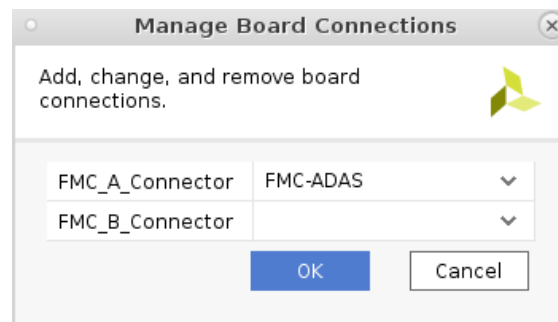 Manage Board Connections
Add, change, and remove board
connections.
FMC_A_Connector FMC-ADAS
FMC_B_Connector
OK Cancel